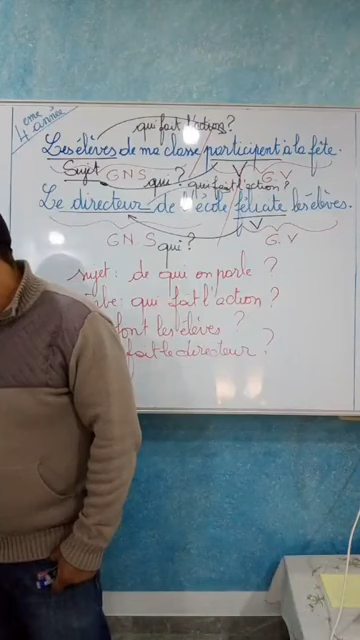 4ème année
qui fait l'action?
Les élèves de ma classe participent à la fête.
Sujet GNS qui? qui fait l'action? V G.V
Le directeur de l'école félicite les élèves.
GNS qui? V G.V
sujet: de qui on parle?
be: qui fait l'action?
font les élèves?
fait le directeur?